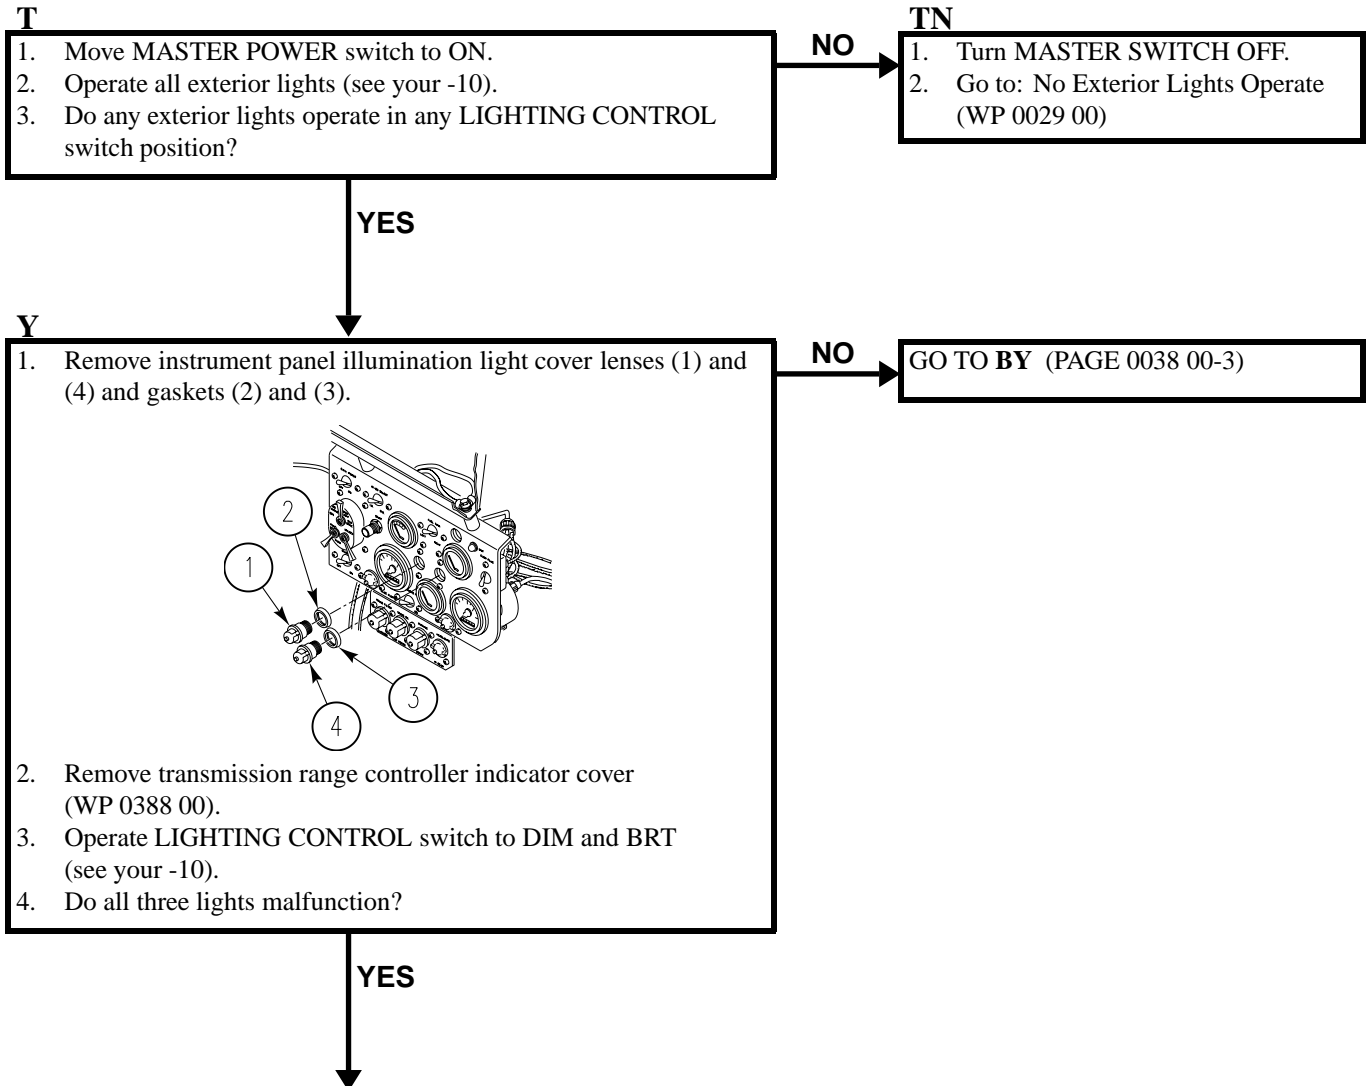 T
1. Move MASTER POWER switch to ON.
2. Operate all exterior lights (see your -10).
3. Do any exterior lights operate in any LIGHTING CONTROL
switch position?
NO
TN
1. Turn MASTER SWITCH OFF.
2. Go to: No Exterior Lights Operate
(WP 0029 00)
YES
Y
1. Remove instrument panel illumination light cover lenses (1) and
(4) and gaskets (2) and (3).
NO
GO TO BY (PAGE 0038 00-3)
2
1
3
4
2. Remove transmission range controller indicator cover
(WP 0388 00).
3. Operate LIGHTING CONTROL switch to DIM and BRT
(see your -10).
4. Do all three lights malfunction?
YES